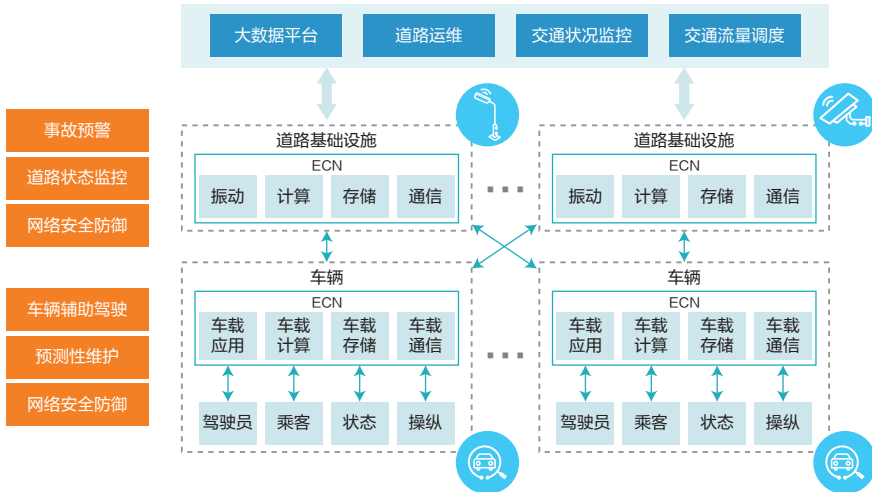 大数据平台 道路运维 交通状况监控 交通流量调度
事故预警
道路状态监控
网络安全防御
道路基础设施
ECN
振动 计算 存储 通信
道路基础设施
ECN
振动 计算 存储 通信
车辆辅助驾驶
预测性维护
网络安全防御
车辆
ECN
车载 车载 车载 车载
应用 计算 存储 通信
驾驶员 乘客 状态 操纵
车辆
ECN
车载 车载 车载 车载
应用 计算 存储 通信
驾驶员 乘客 状态 操纵